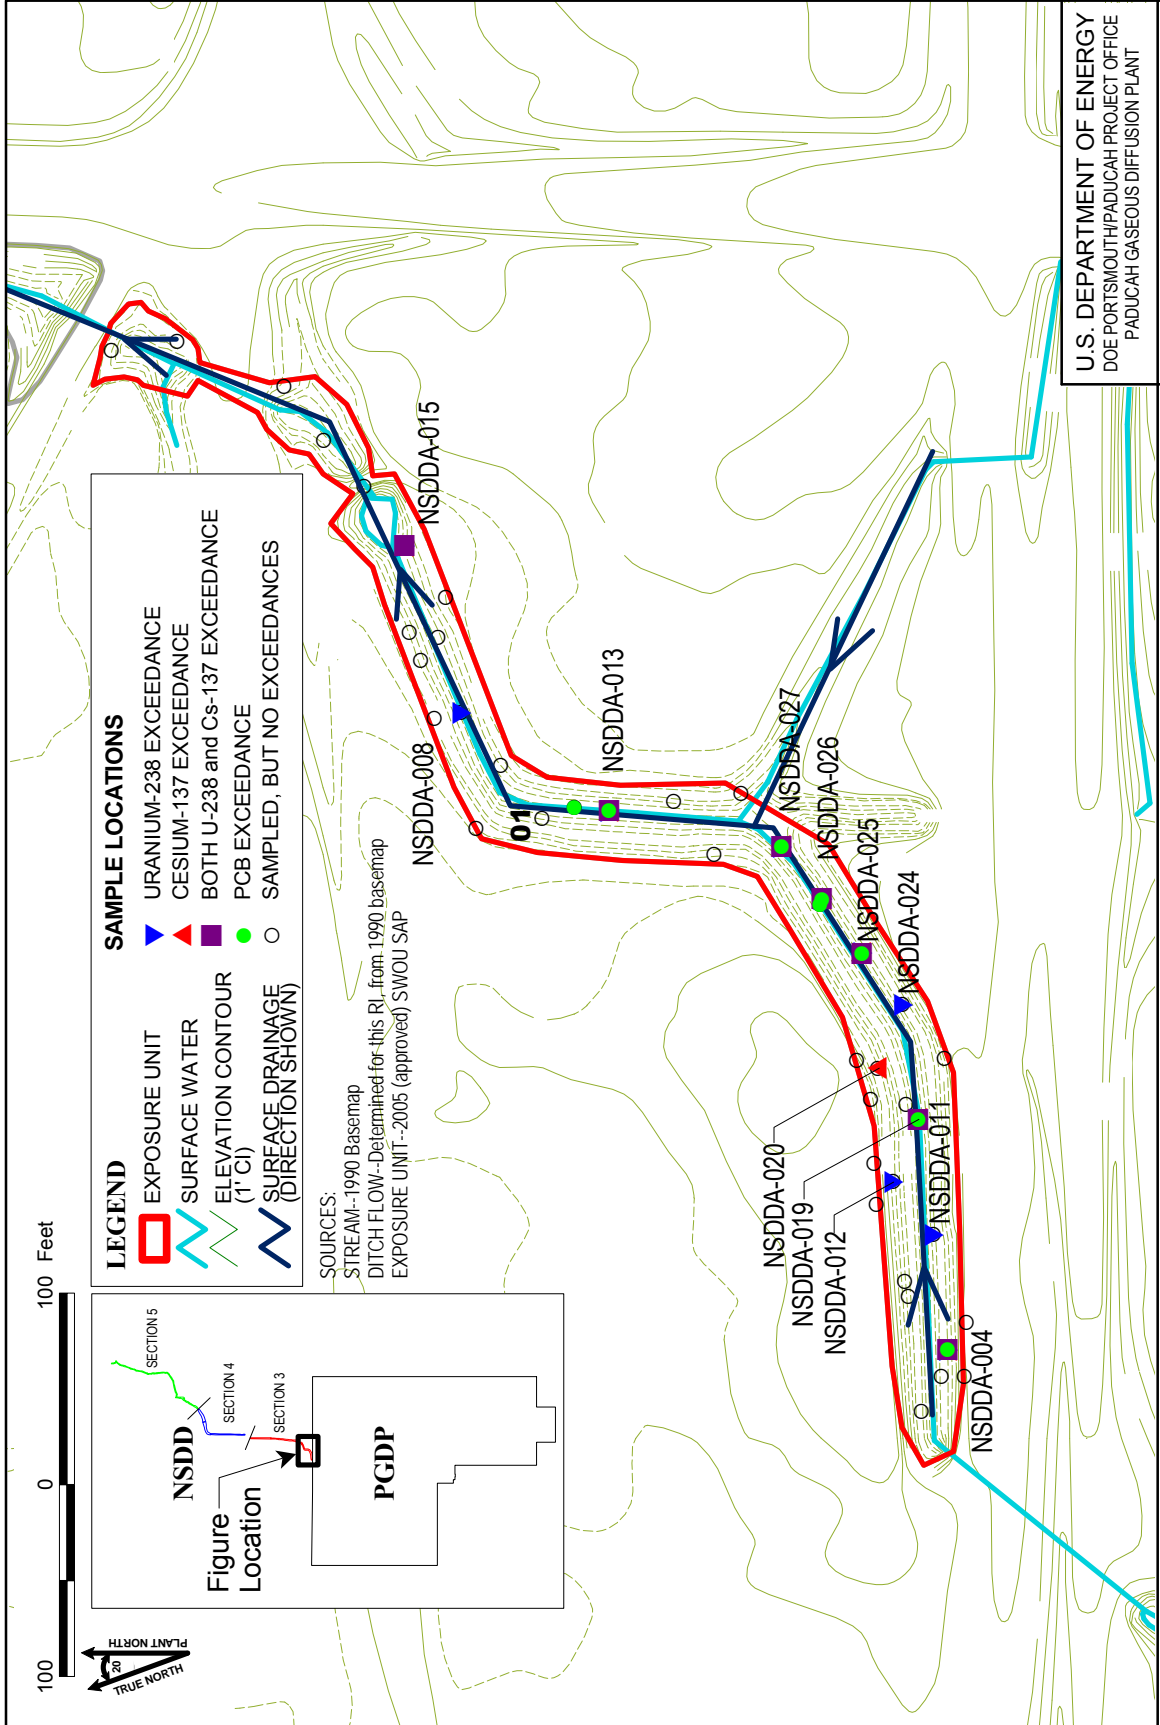 100
0
100 Feet
20
TRUE NORTH
PLANT NORTH
NSDD
SECTION 5
SECTION 4
SECTION 3
Figure
Location
PGDP
LEGEND
EXPOSURE UNIT
SURFACE WATER
ELEVATION CONTOUR
(1' CI)
SURFACE DRAINAGE
(DIRECTION SHOWN)
SAMPLE LOCATIONS
URANIUM-238 EXCEEDANCE
CESIUM-137 EXCEEDANCE
BOTH U-238 and Cs-137 EXCEEDANCE
PCB EXCEEDANCE
SAMPLED, BUT NO EXCEEDANCES
SOURCES:
STREAM--1990 Basemap
DITCH FLOW--Determined for this RI, from 1990 basemap
EXPOSURE UNIT--2005 (approved) SWOU SAP
NSDDA-015
NSDDA-008
01
NSDDA-013
NSDDA-027
NSDDA-026
NSDDA-025
NSDDA-024
NSDDA-020
NSDDA-019
NSDDA-012
NSDDA-011
NSDDA-004
U.S. DEPARTMENT OF ENERGY
DOE PORTSMOUTH/PADUCAH PROJECT OFFICE
PADUCAH GASEOUS DIFFUSION PLANT